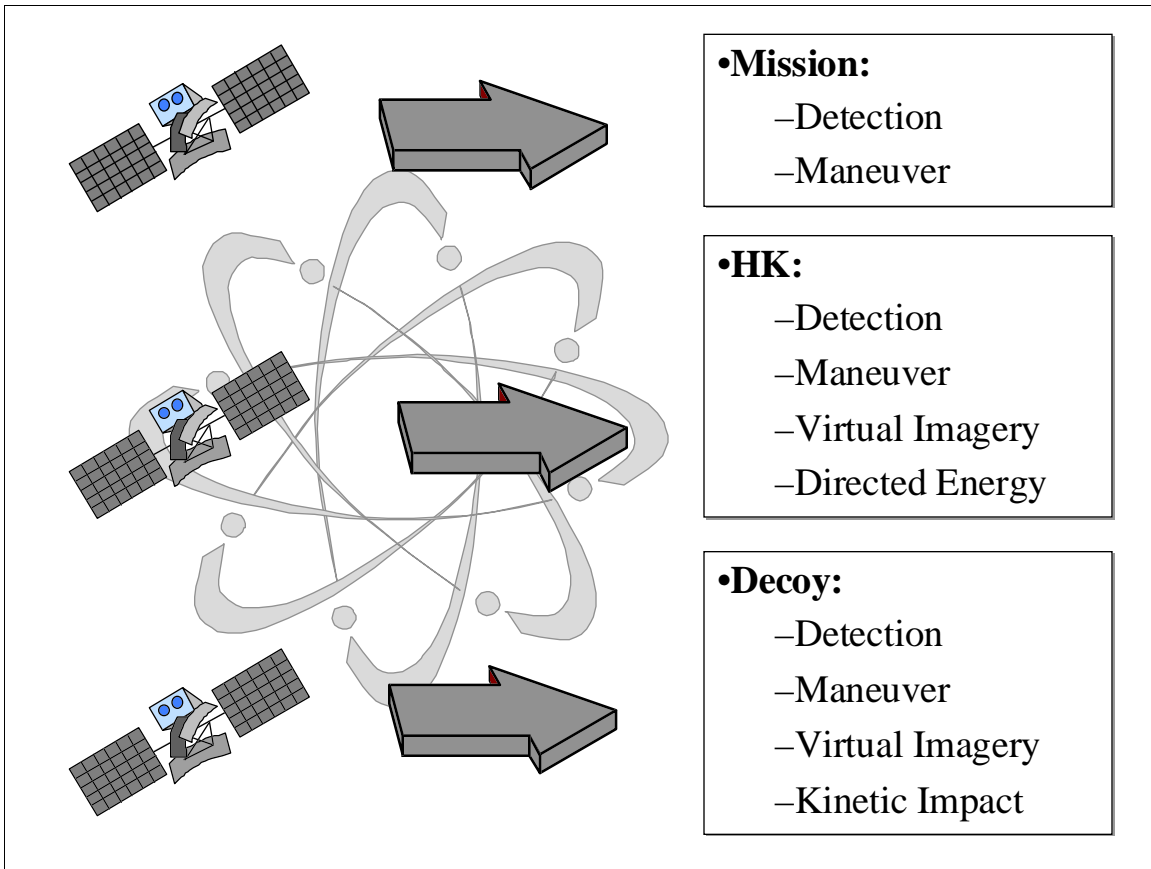 •Mission:
–Detection
–Maneuver
•HK:
–Detection
–Maneuver
–Virtual Imagery
–Directed Energy
•Decoy:
–Detection
–Maneuver
–Virtual Imagery
–Kinetic Impact